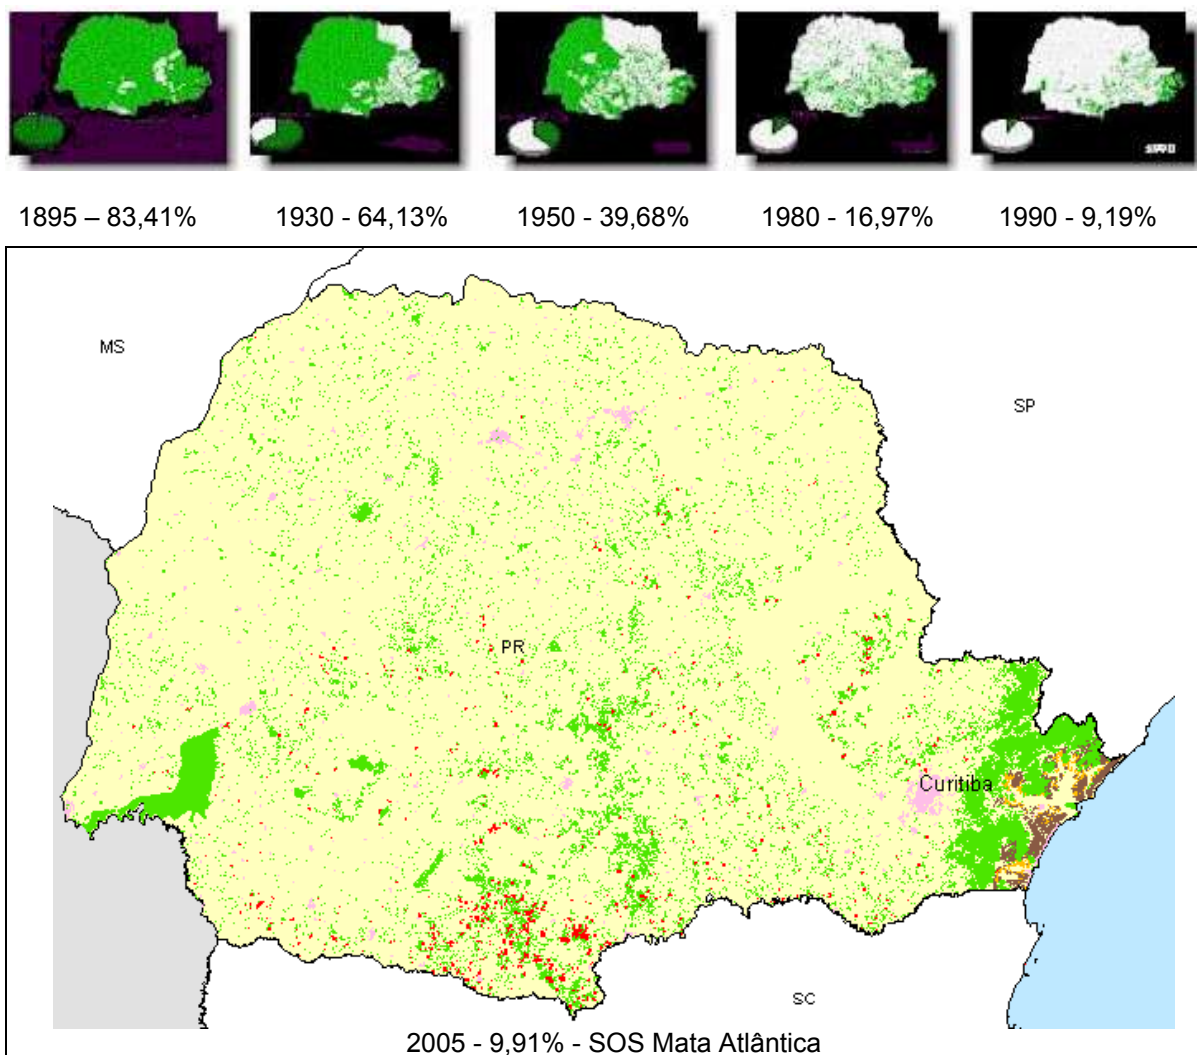 1895 – 83,41% 1930 - 64,13% 1950 - 39,68% 1980 - 16,97% 1990 - 9,19%
MS
SP
PR
Curitiba
SC
2005 - 9,91% - SOS Mata Atlântica